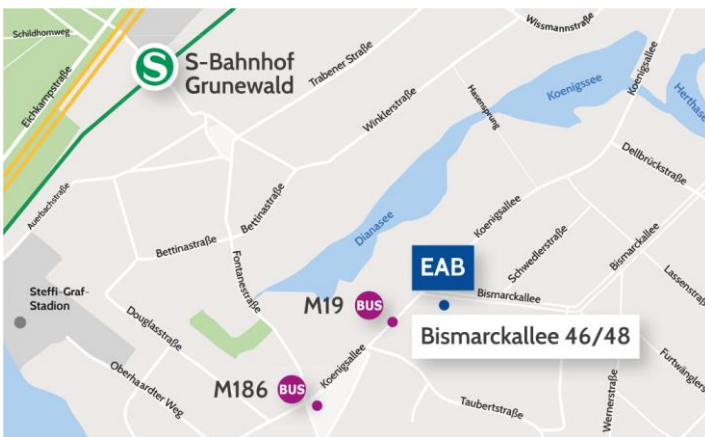 Schildhornweg
Eichkampstraße
S
S-Bahnhof
Grunewald
Trabener Straße
Wissmannstraße
Koenigsallee
Koenigssee
Herthasee
Hasensprung
Winklerstraße
Dellbrückstraße
Auerbachstraße
Bettinastraße
Bettinastraße
Dianasee
Koenigsallee
Schwedlerstraße
Bismarckallee
Lassenstraße
Fontanestraße
EAB
Bismarckallee
Steffi-Graf-
Stadion
M19 BUS
Bismarckallee 46/48
Douglasstraße
Oberhaardter Weg
M186 BUS
Koenigsallee
Taubertstraße
Wernerstraße
Furtwänglers